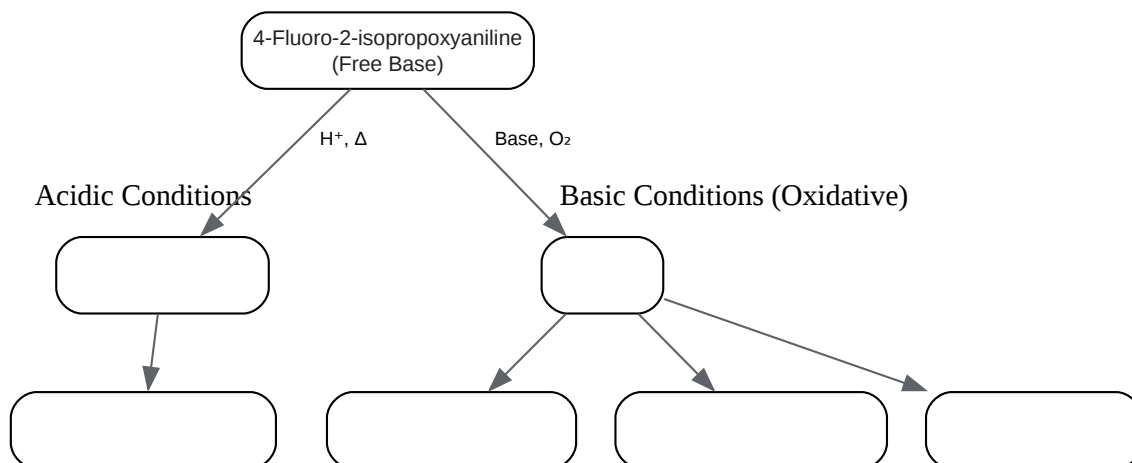 4-Fluoro-2-isopropoxyaniline
(Free Base)
H⁺, Δ
Base, O₂
Acidic Conditions
Basic Conditions (Oxidative)